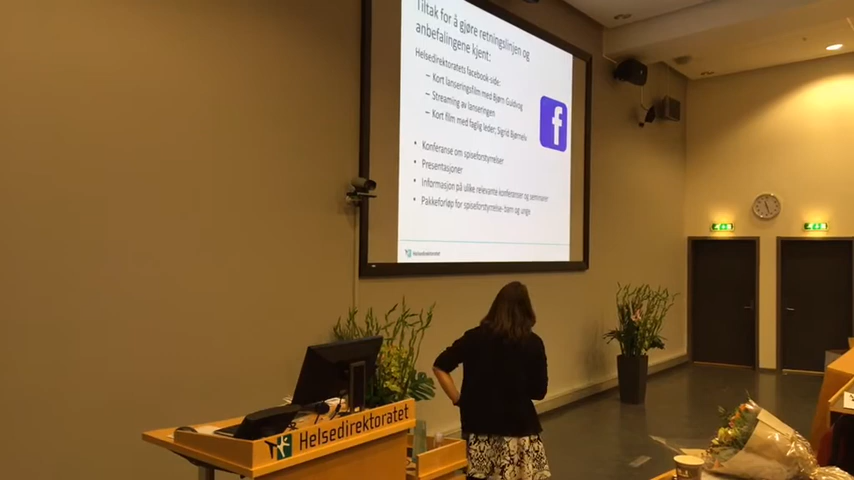 Tiltak for å gjøre retningslinjen og
anbefalingene kjent:
Helsedirektoratets facebook-side:
– Kort lanseringsfilm med Bjørn Guldvog
– Streaming av lanseringen
– Kort film med faglig leder, Sigrid Bjørnelv
f
• Konferanse om spiseforstyrrelser
• Presentasjoner
• Informasjon på ulike relevante konferanser og seminarer
• Pakkeforløp for spiseforstyrrelse- barn og unge
Helsedirektoratet
Helsedirektoratet